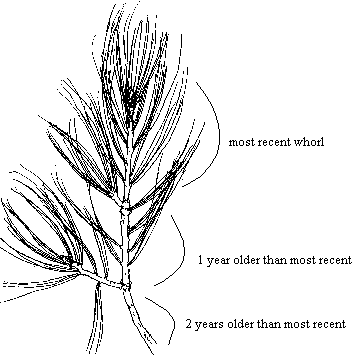 most recent whorl
1 year older than most recent
2 years older than most recent